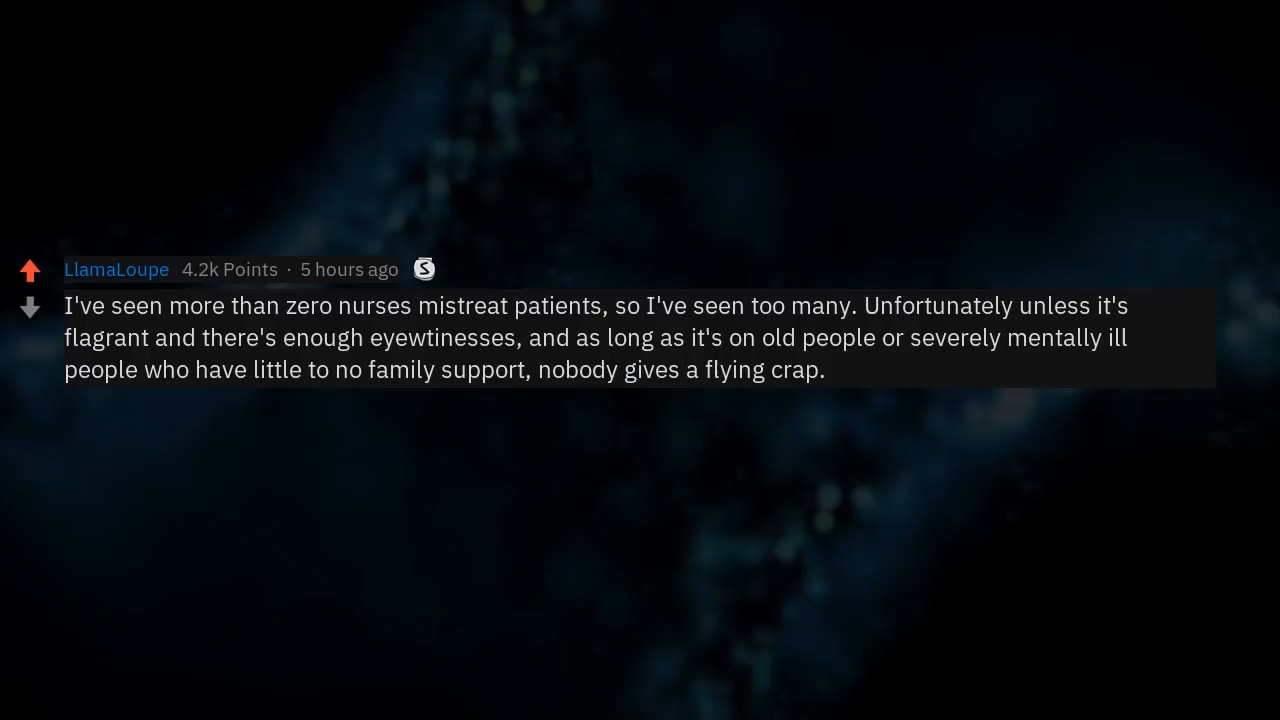 LlamaLoupe 4.2k Points · 5 hours ago S
I've seen more than zero nurses mistreat patients, so I've seen too many. Unfortunately unless it's
flagrant and there's enough eyewtinesses, and as long as it's on old people or severely mentally ill
people who have little to no family support, nobody gives a flying crap.